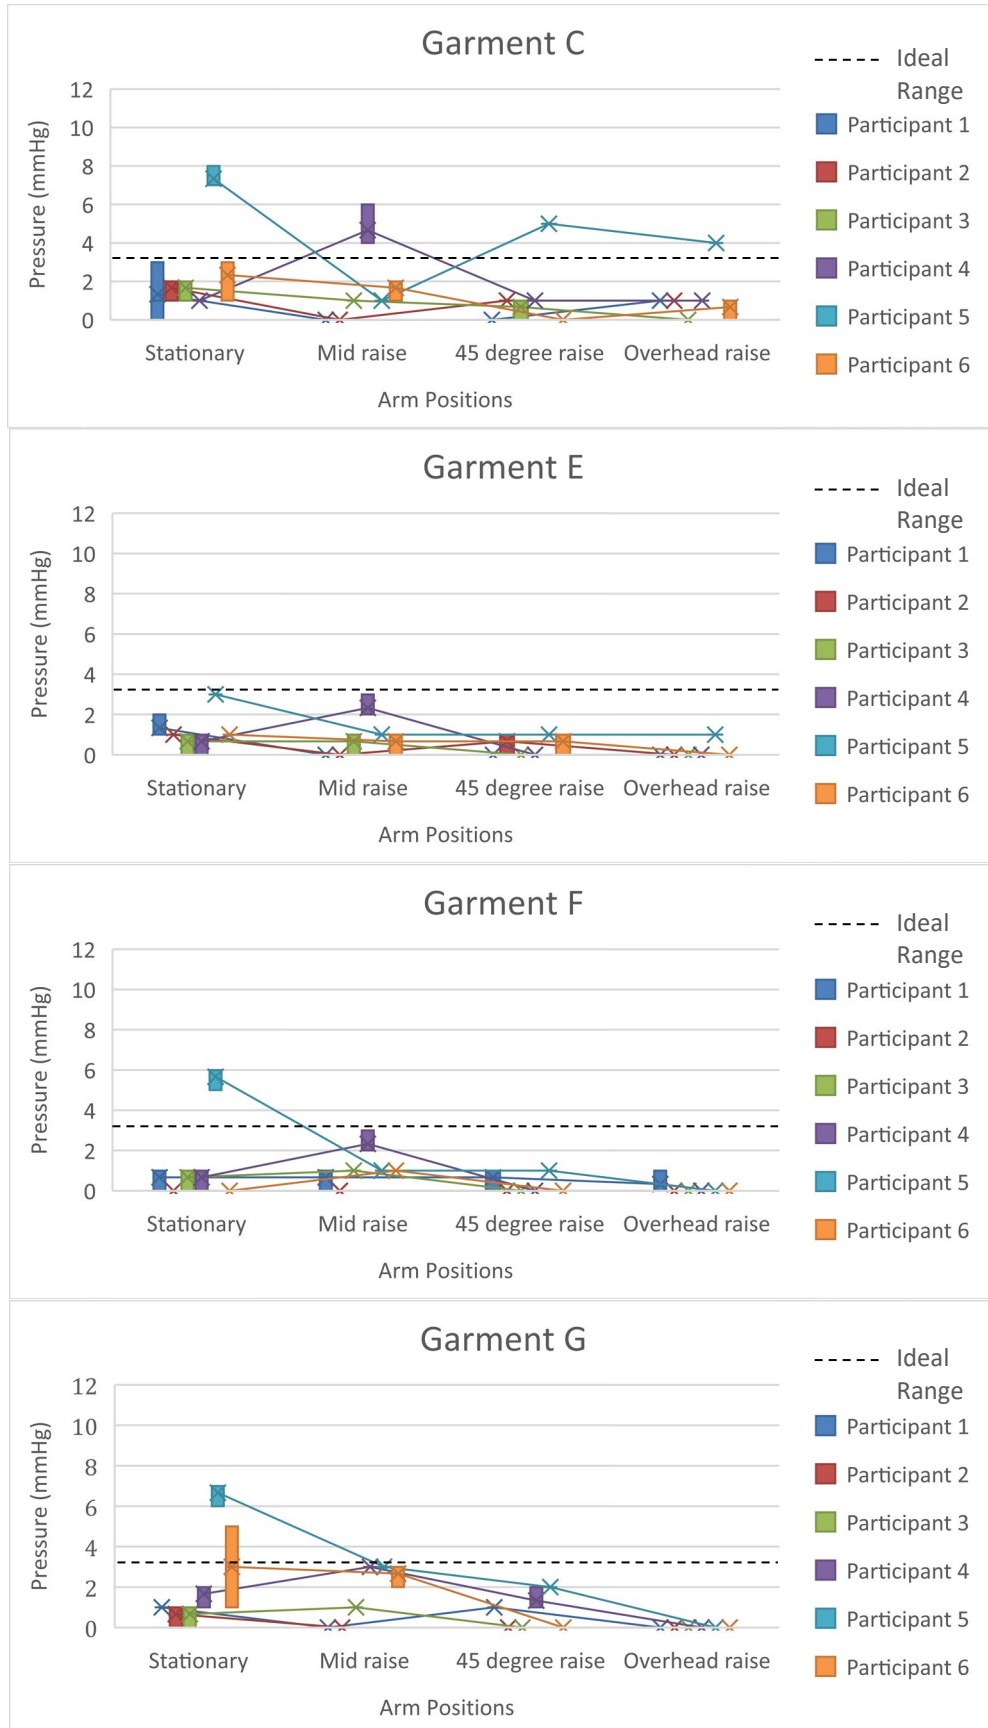 Garment C
Ideal
Range
12
10
8
6
4
2
0
Pressure (mmHg)
Participant 1
Participant 2
Participant 3
Participant 4
Participant 5
Participant 6
Stationary Mid raise 45 degree raise Overhead raise
Arm Positions
Garment E
Ideal
Range
12
10
8
6
4
2
0
Pressure (mmHg)
Participant 1
Participant 2
Participant 3
Participant 4
Participant 5
Participant 6
Stationary Mid raise 45 degree raise Overhead raise
Arm Positions
Garment F
Ideal
Range
12
10
8
6
4
2
0
Pressure (mmHg)
Participant 1
Participant 2
Participant 3
Participant 4
Participant 5
Participant 6
Stationary Mid raise 45 degree raise Overhead raise
Arm Positions
Garment G
Ideal
Range
12
10
8
6
4
2
0
Pressure (mmHg)
Participant 1
Participant 2
Participant 3
Participant 4
Participant 5
Participant 6
Stationary Mid raise 45 degree raise Overhead raise
Arm Positions